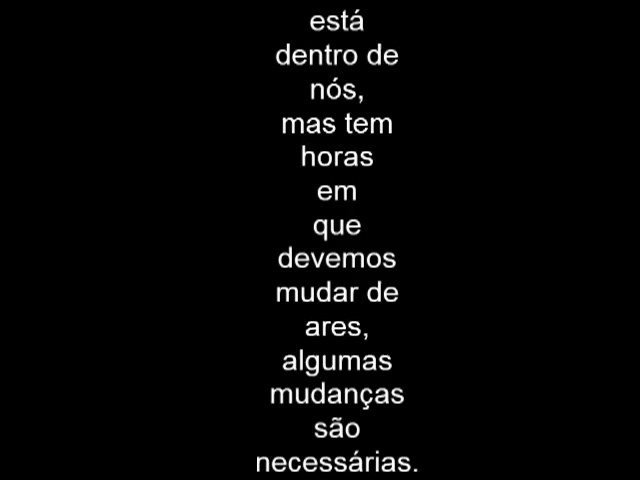 está
dentro de
nós,
mas tem
horas
em
que
devemos
mudar de
ares,
algumas
mudanças
são
necessárias.